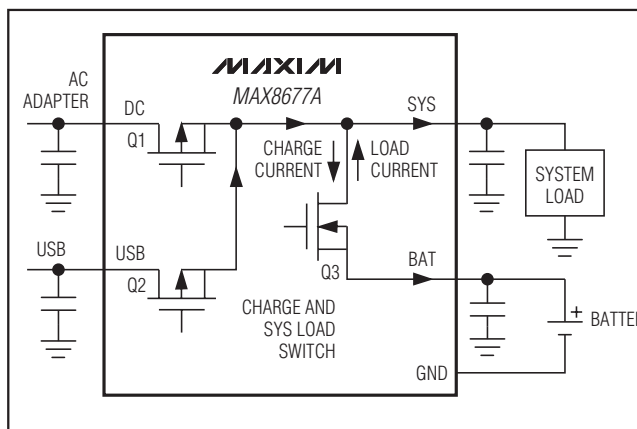 MAXIM
MAX8677A
AC
ADAPTER
DC
Q1
SYS
CHARGE
CURRENT
LOAD
CURRENT
SYSTEM
LOAD
USB
USB
Q2
Q3
BAT
CHARGE AND
SYS LOAD
SWITCH
+
BATTE
GND